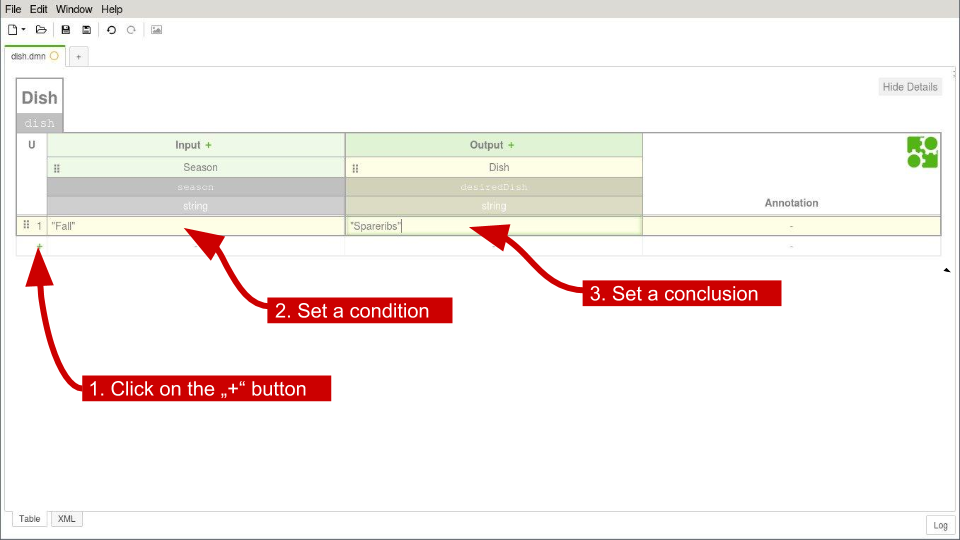 File Edit Window Help
dish.dmn +
Hide Details
Dish
dish
U Input + Output +
Season Dish
season desiredDish
string string Annotation
1 "Fall" "Spareribs" -
+ - -
3. Set a conclusion
2. Set a condition
1. Click on the „+“ button
Table XML
Log